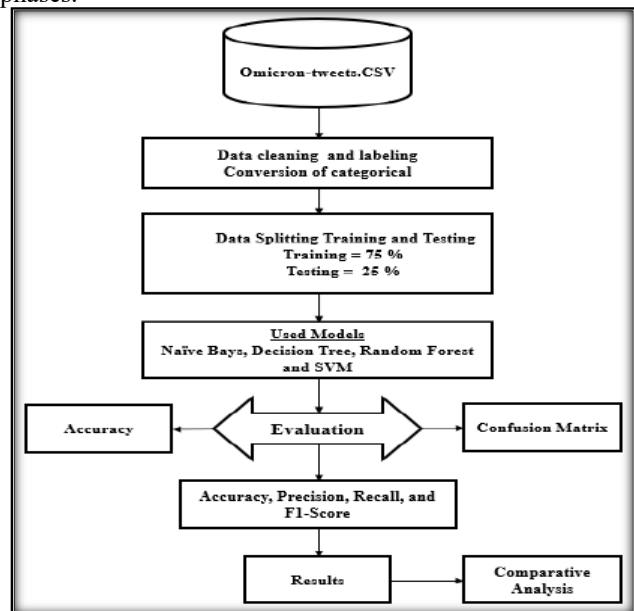 phases.
Omicron-tweets.CSV
Data cleaning and labeling
Conversion of categorical
Data Splitting Training and Testing
Training = 75 %
Testing = 25 %
Used Models
Naïve Bays, Decision Tree, Random Forest
and SVM
Accuracy
Evaluation
Confusion Matrix
Accuracy, Precision, Recall, and
F1-Score
Results
Comparative
Analysis